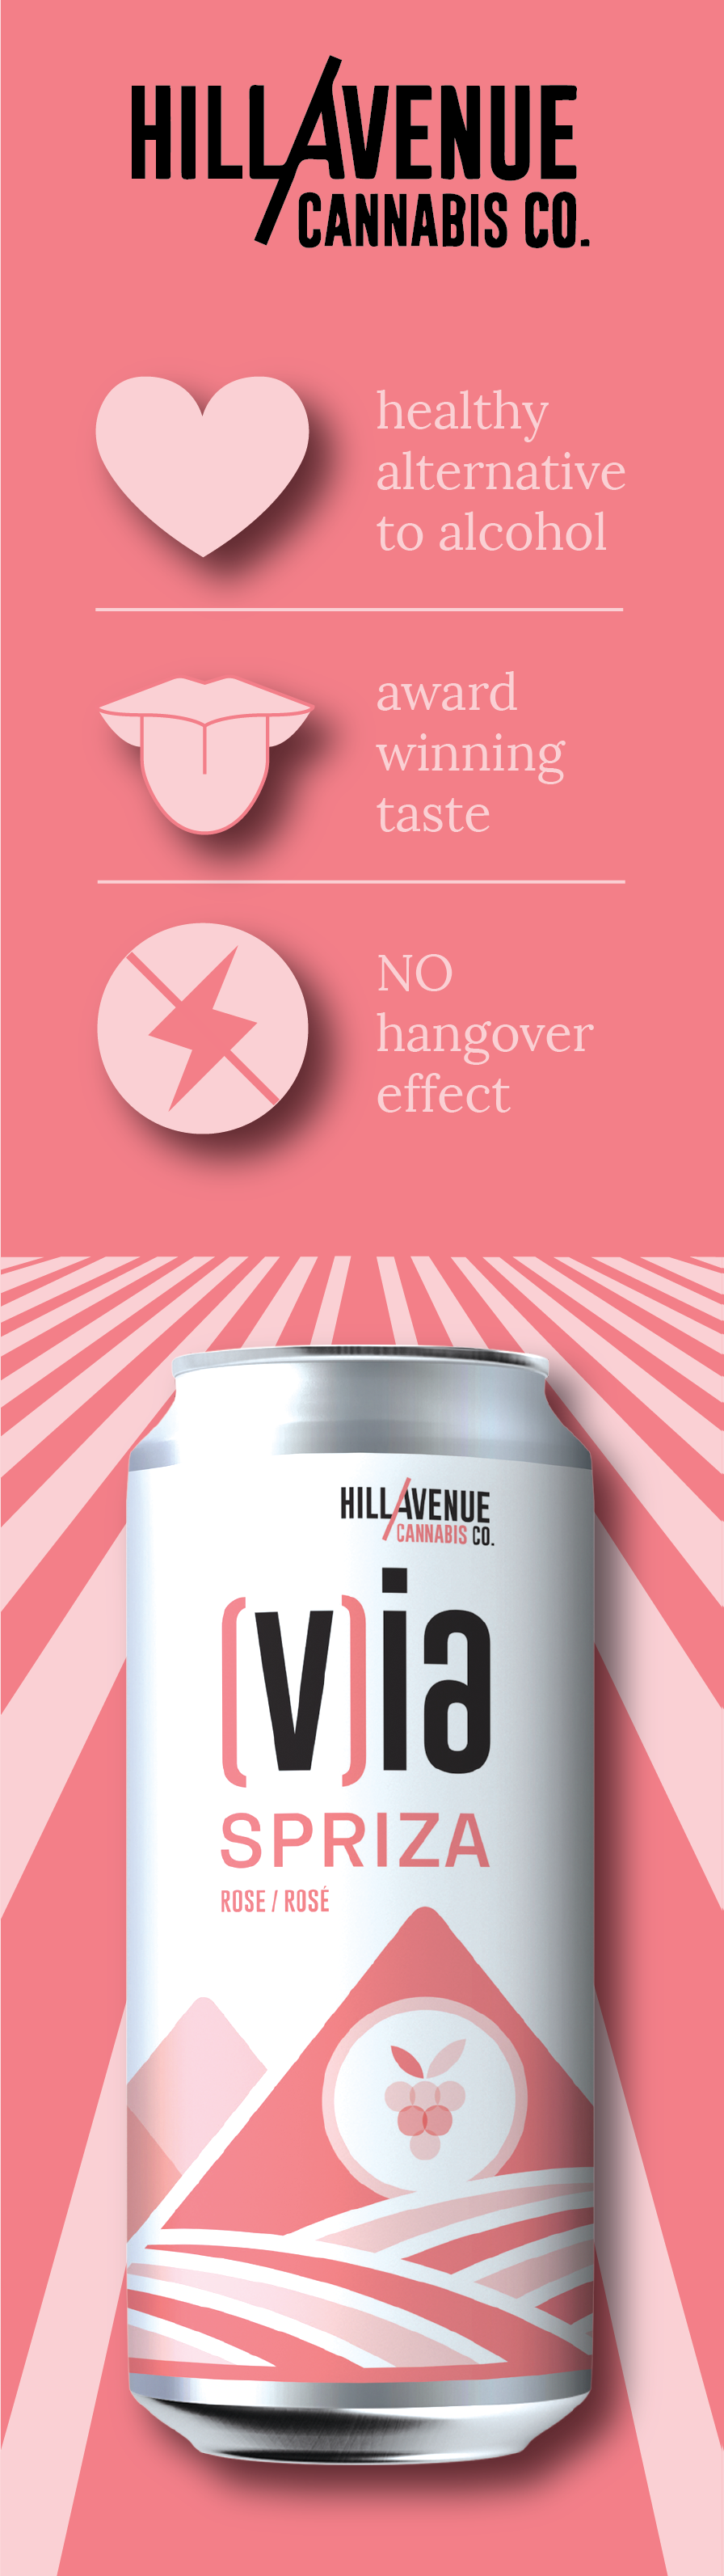 HILLAVENUE
CANNABIS CO.
healthy
alternative
to alcohol
award
winning
taste
NO
hangover
effect
HILLAVENUE
CANNABIS CO.
(v)ia
SPRIZA
ROSE / ROSÉ